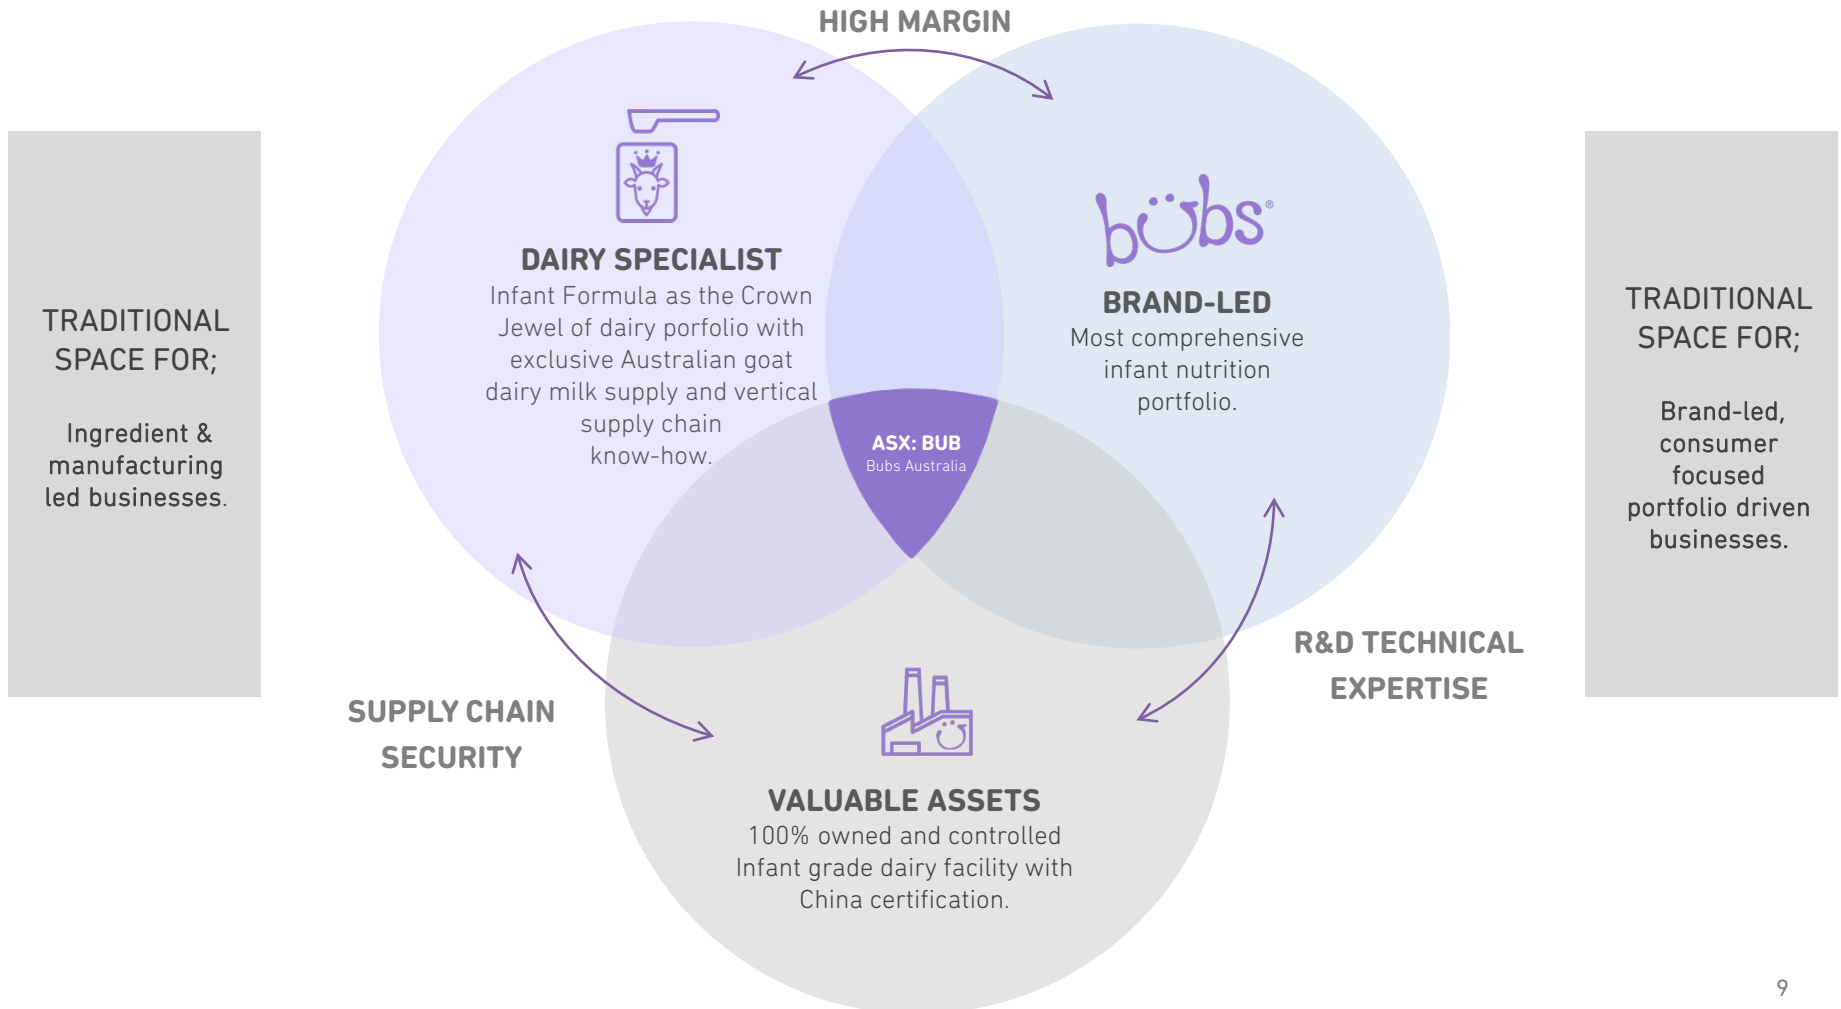 HIGH MARGIN
TRADITIONAL
SPACE FOR;
Ingredient &
manufacturing
led businesses.
DAIRY SPECIALIST
Infant Formula as the Crown
Jewel of dairy porfolio with
exclusive Australian goat
dairy milk supply and vertical
supply chain
know-how.
bübs®
BRAND-LED
Most comprehensive
infant nutrition
portfolio.
ASX: BUB
Bubs Australia
TRADITIONAL
SPACE FOR;
Brand-led,
consumer
focused
portfolio driven
businesses.
SUPPLY CHAIN
SECURITY
R&D TECHNICAL
EXPERTISE
VALUABLE ASSETS
100% owned and controlled
Infant grade dairy facility with
China certification.
9